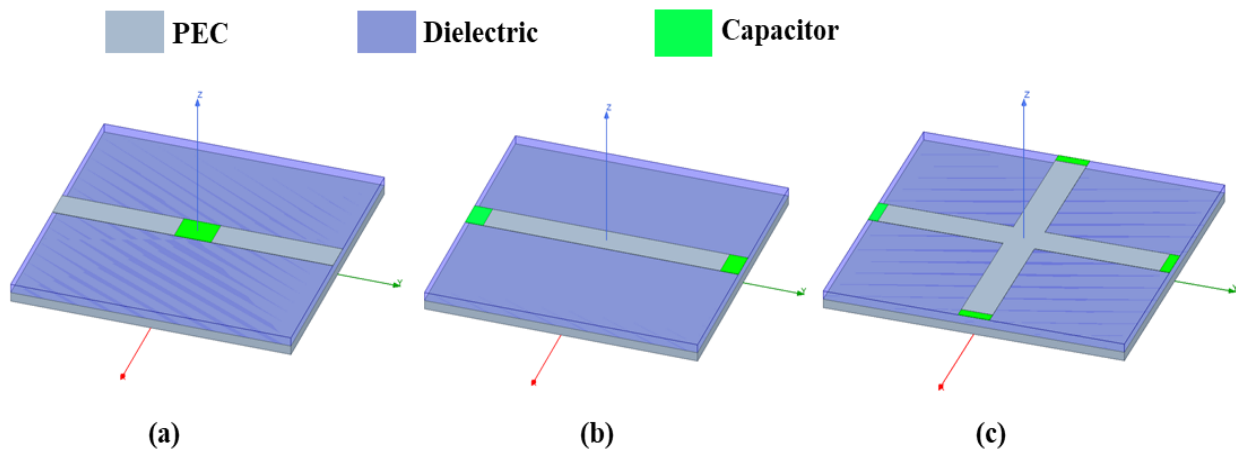 PEC Dielectric Capacitor
Z Z Z
Y Y Y
X X X
(a) (b) (c)